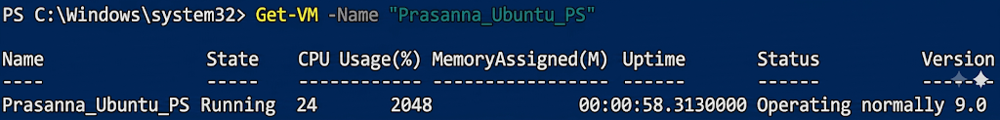 PS C:\Windows\system32> Get-VM -Name "Prasanna_Ubuntu_PS"
Name State CPU Usage(%) MemoryAssigned(M) Uptime Status Version
---- ----- ------------ ----------------- ------ ------ -------
Prasanna_Ubuntu_PS Running 24 2048 00:00:58.3130000 Operating normally 9.0